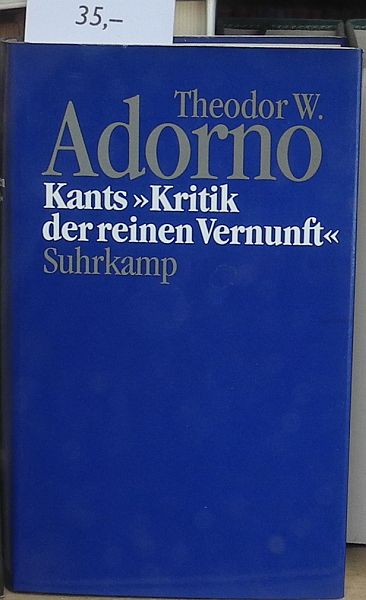 35,–
Theodor W.
Adorno
Kants »Kritik
der reinen Vernunft«
Suhrkamp